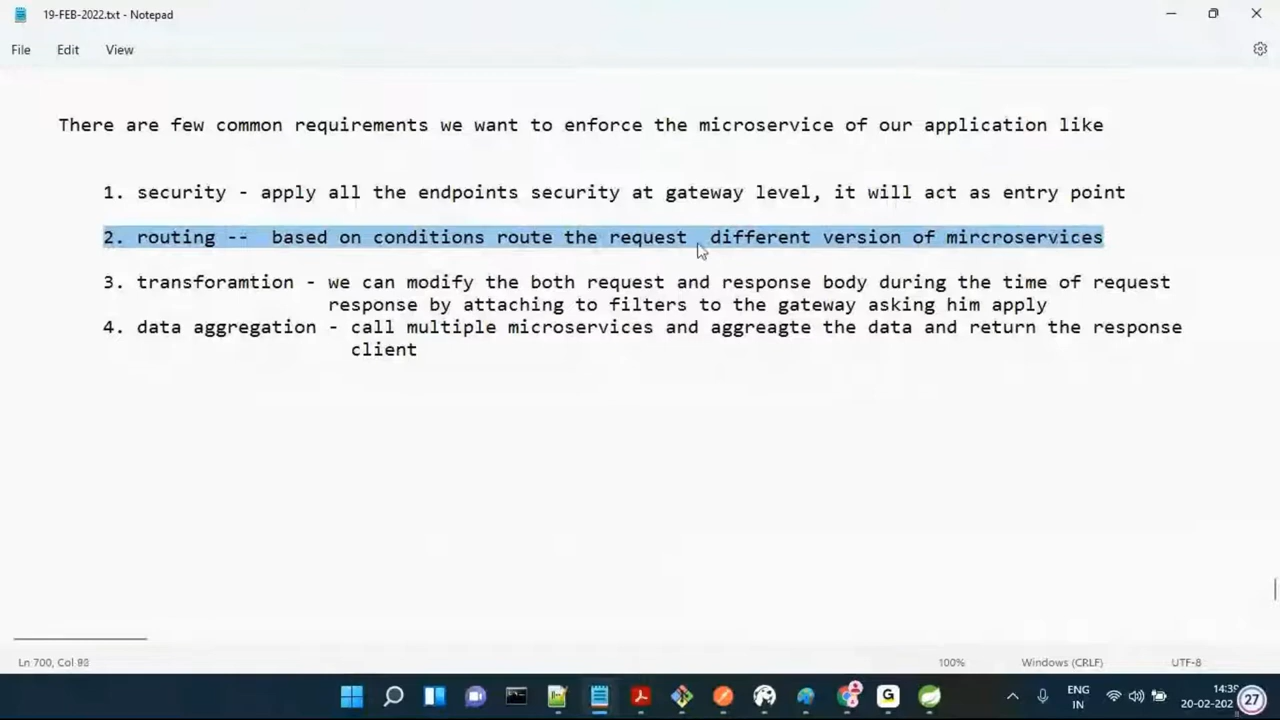 19-FEB-2022.txt - Notepad
File Edit View
There are few common requirements we want to enforce the microservice of our application like
1. security - apply all the endpoints security at gateway level, it will act as entry point
2. routing -- based on conditions route the request different version of mircroservices
3. transforamtion - we can modify the both request and response body during the time of request
response by attaching to filters to the gateway asking him apply
4. data aggregation - call multiple microservices and aggreagte the data and return the response
client
Ln 700, Col 98 100% Windows (CRLF) UTF-8
ENG
IN
27